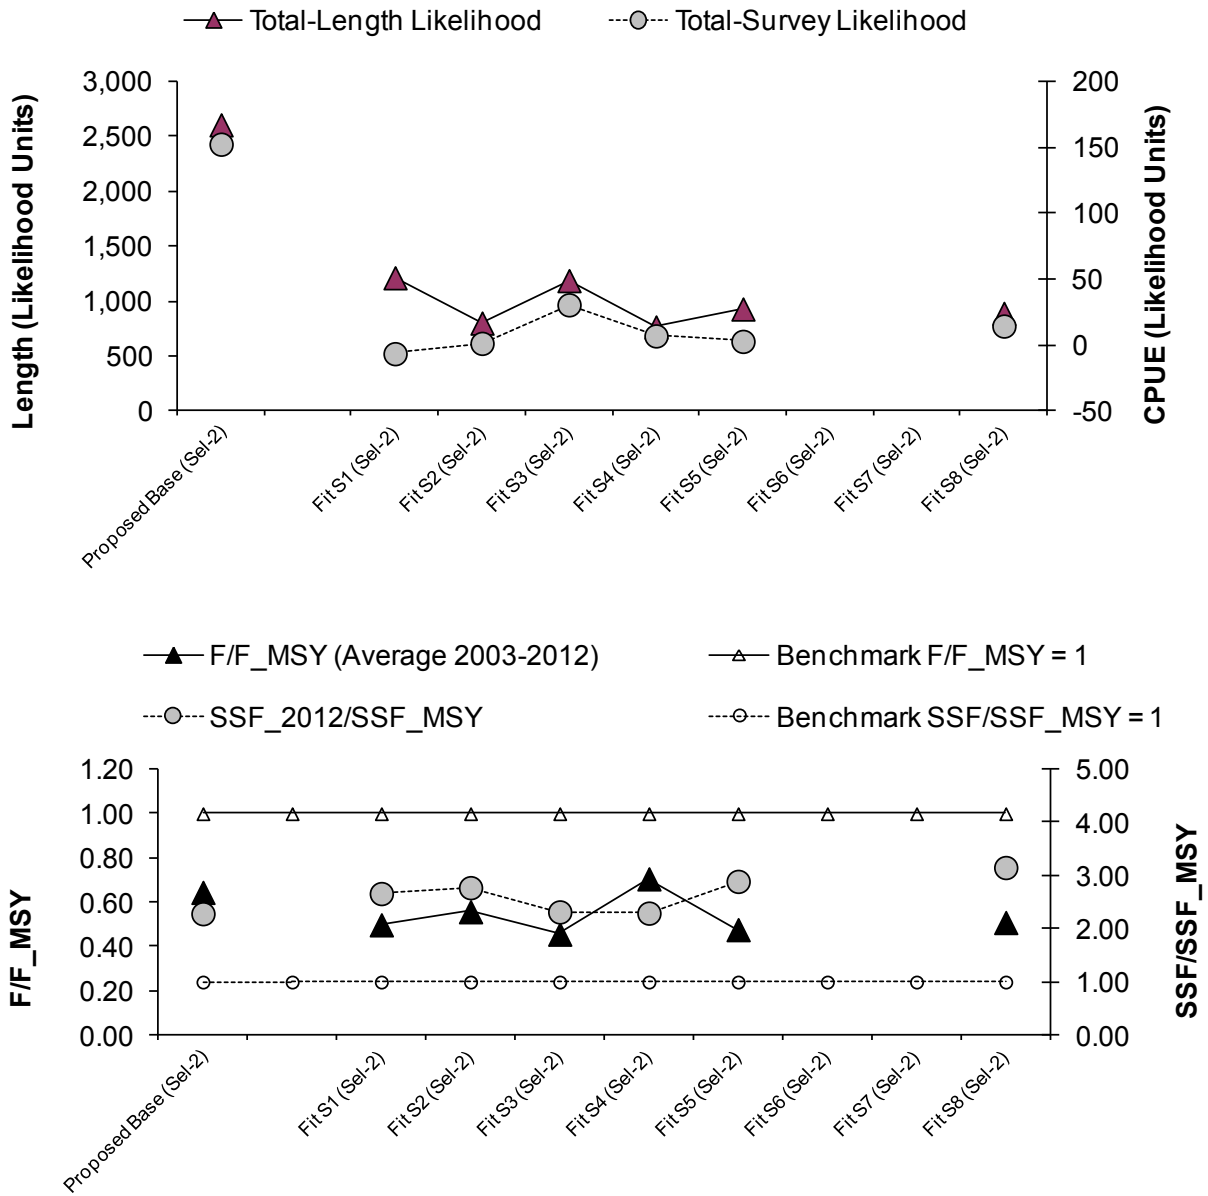 Total-Length Likelihood Total-Survey Likelihood
Length (Likelihood Units)
3,000
2,500
2,000
1,500
1,000
500
0
200
150
100
50
0
-50
CPUE (Likelihood Units)
Proposed Base (Sel-2)
Fit S1 (Sel-2)
Fit S2 (Sel-2)
Fit S3 (Sel-2)
Fit S4 (Sel-2)
Fit S5 (Sel-2)
Fit S6 (Sel-2)
Fit S7 (Sel-2)
Fit S8 (Sel-2)
F/F_MSY (Average 2003-2012) Benchmark F/F_MSY = 1
SSF_2012/SSF_MSY Benchmark SSF/SSF_MSY = 1
F/F_MSY
1.20
1.00
0.80
0.60
0.40
0.20
0.00
5.00
4.00
3.00
2.00
1.00
0.00
SSF/SSF_MSY
Proposed Base (Sel-2)
Fit S1 (Sel-2)
Fit S2 (Sel-2)
Fit S3 (Sel-2)
Fit S4 (Sel-2)
Fit S5 (Sel-2)
Fit S6 (Sel-2)
Fit S7 (Sel-2)
Fit S8 (Sel-2)